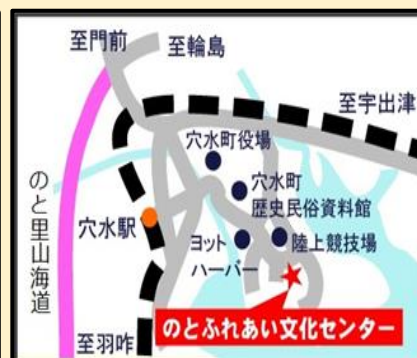 至門前
至輪島
至宇出津
穴水町役場
穴水町
歴史民俗資料館
のと里山海道
穴水駅
ヨット
ハーバー
陸上競技場
のとふれあい文化センター
至羽咋